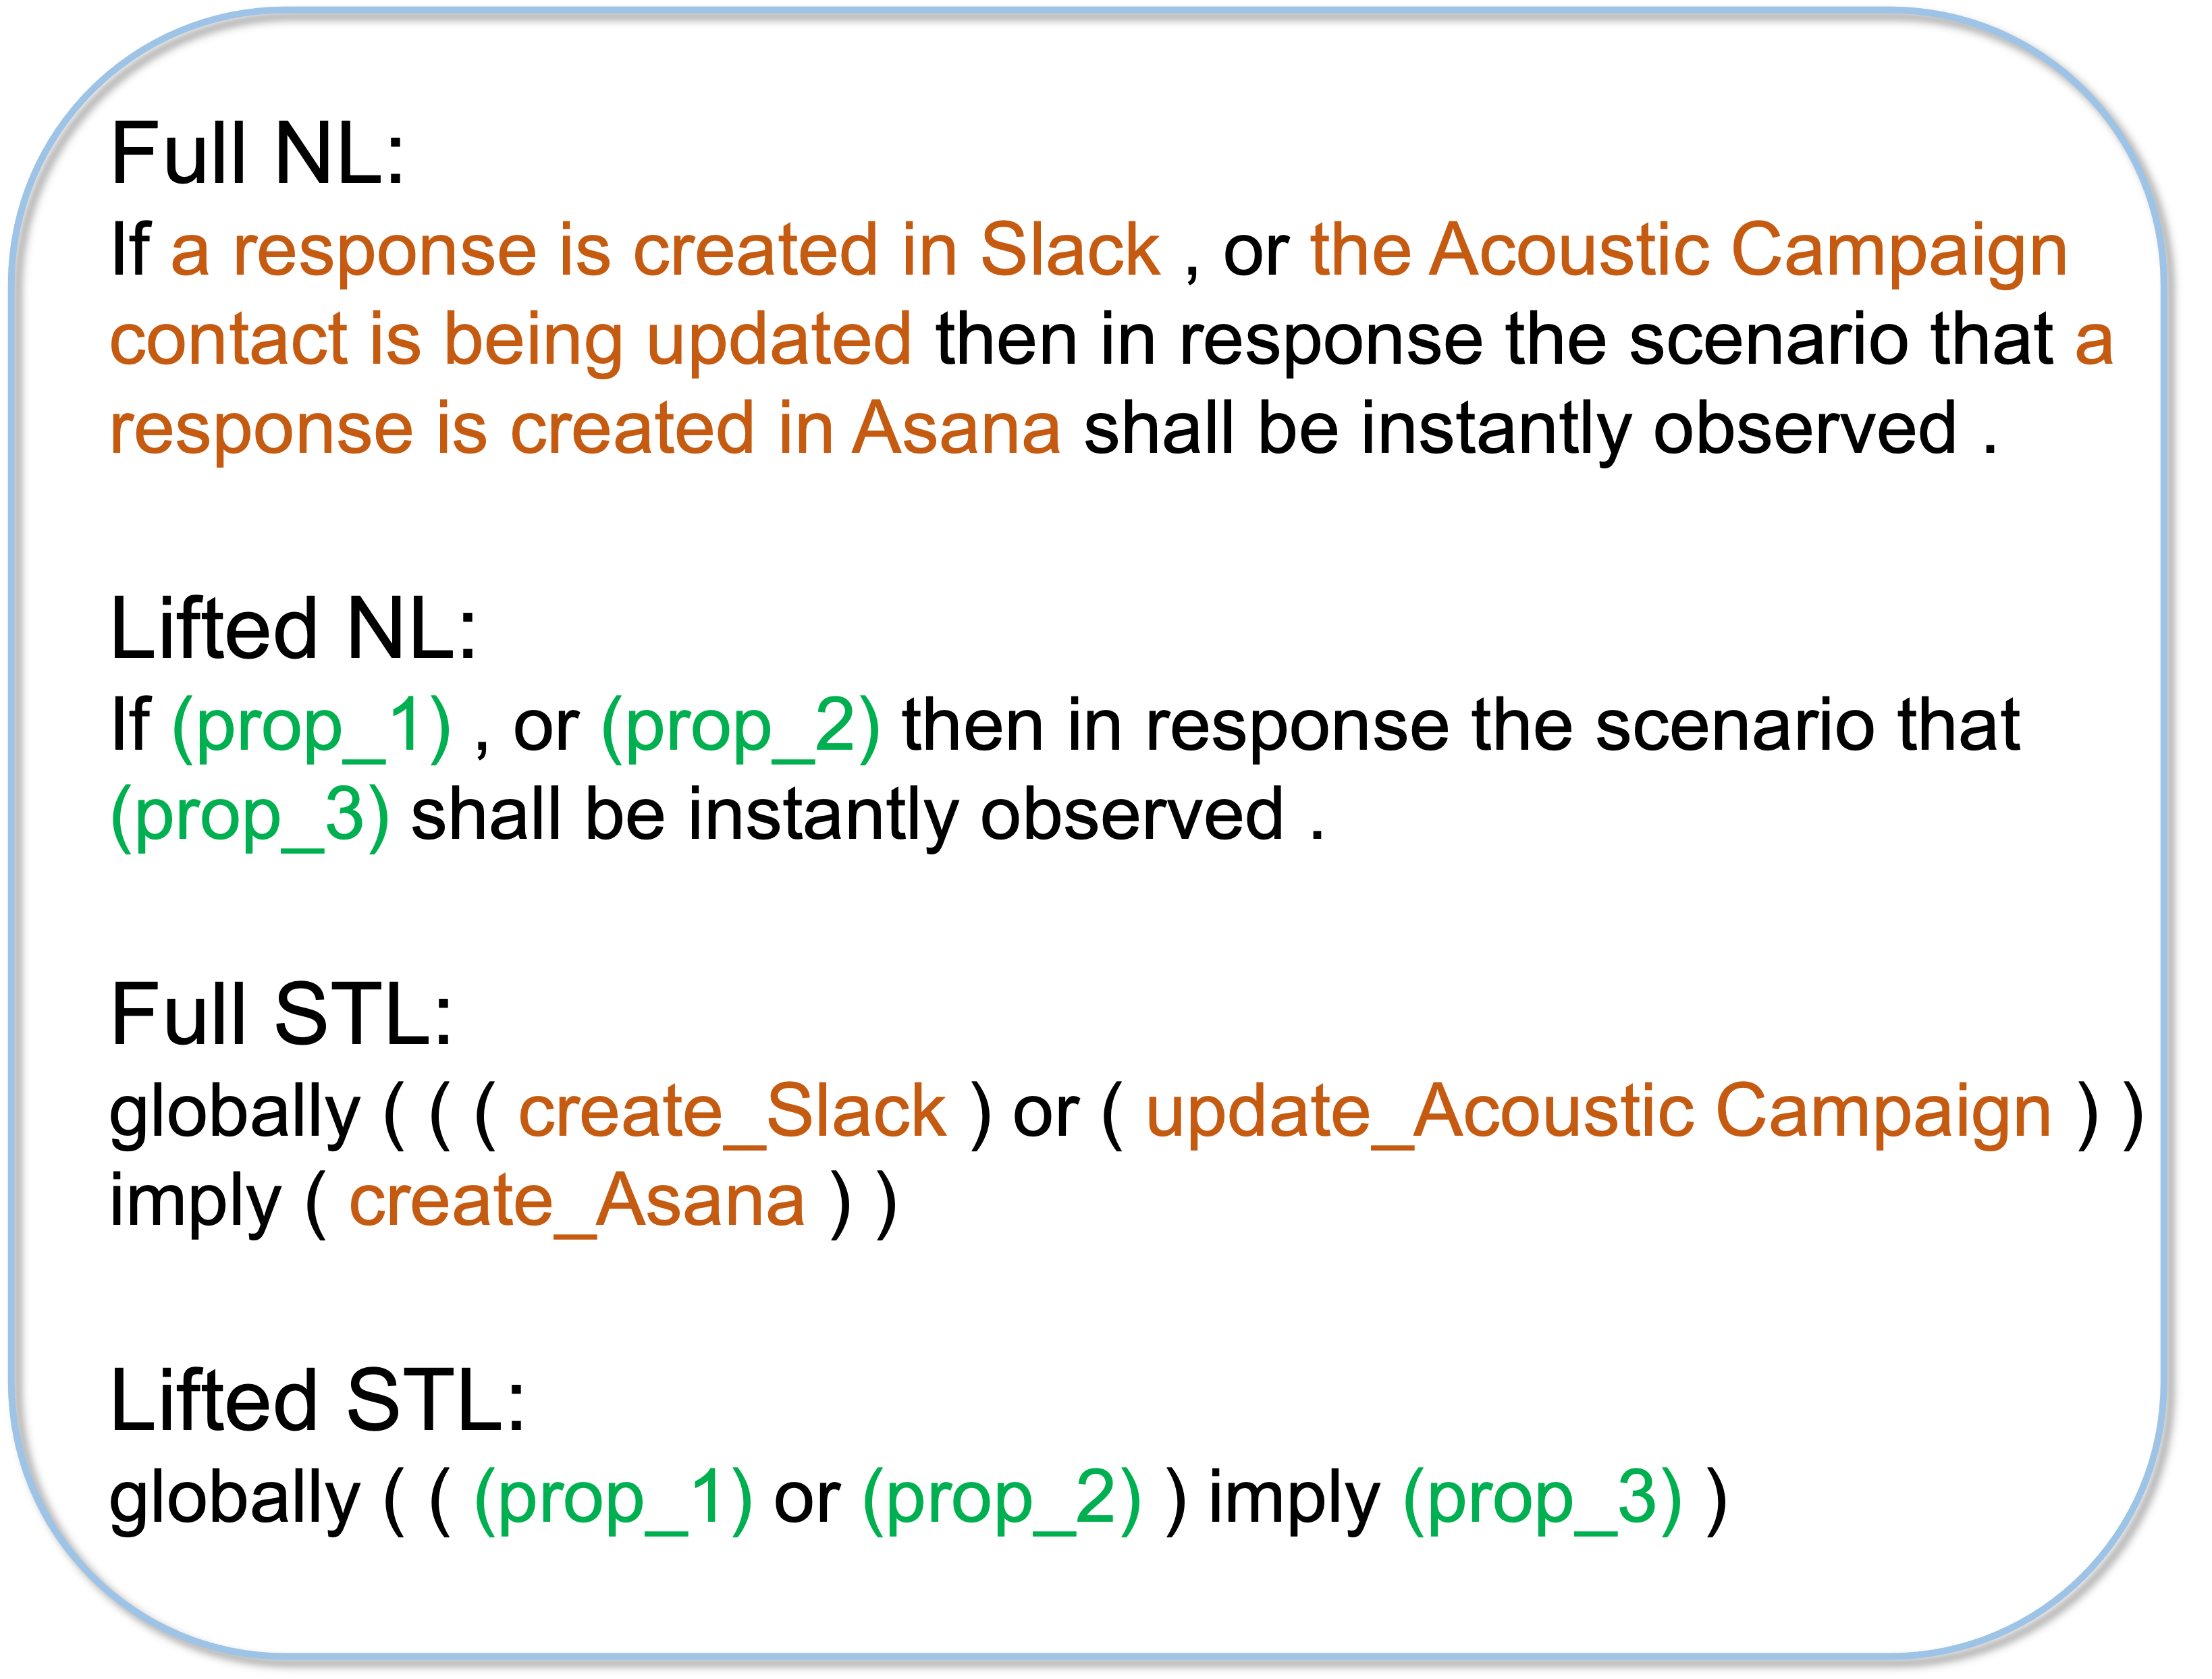 Full NL:
If a response is created in Slack , or the Acoustic Campaign
contact is being updated then in response the scenario that a
response is created in Asana shall be instantly observed .
Lifted NL:
If (prop_1) , or (prop_2) then in response the scenario that
(prop_3) shall be instantly observed .
Full STL:
globally ( ( ( create_Slack ) or ( update_Acoustic Campaign ) )
imply ( create_Asana ) )
Lifted STL:
globally ( ( (prop_1) or (prop_2) ) imply (prop_3) )